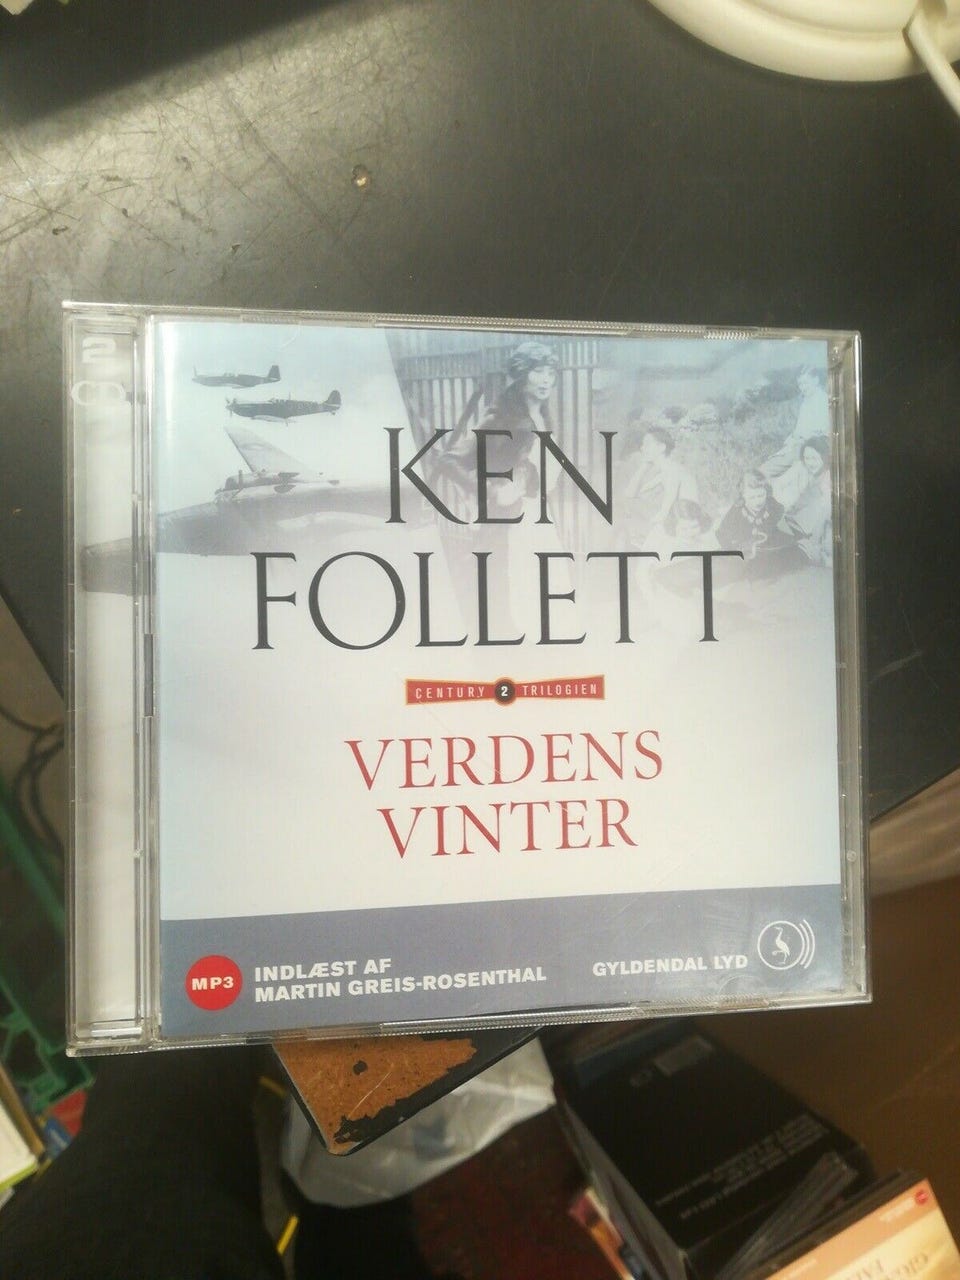 2
CD
KEN
FOLLETT
CENTURY 2 TRILOGIEN
VERDENS
VINTER
MP3
INDLÆST AF
MARTIN GREIS-ROSENTHAL
GYLDENDAL LYD